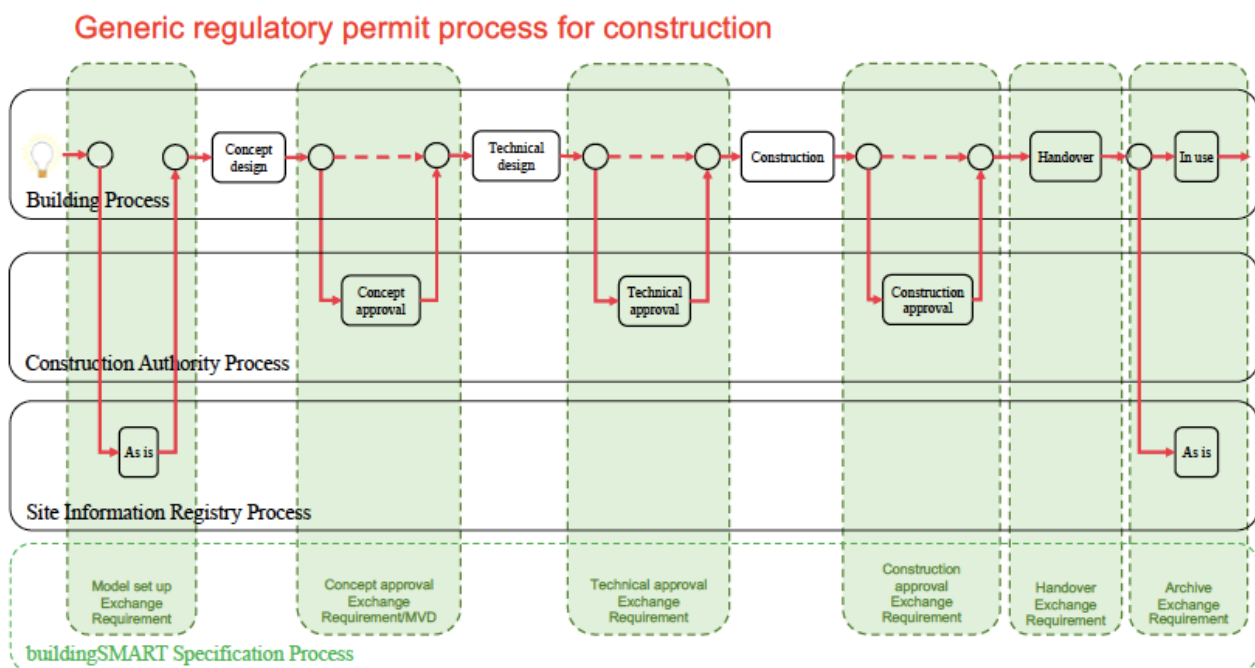 Generic regulatory permit process for construction
Concept
design
Technical
design
Construction
Handover
In use
Building Process
Concept
approval
Technical
approval
Construction
approval
Construction Authority Process
As is
As is
Site Information Registry Process
Model set up
Exchange
Requirement
Concept approval
Exchange
Requirement/MVD
Technical approval
Exchange
Requirement
Construction
approval
Exchange
Requirement
Handover
Exchange
Requirement
Archive
Exchange
Requirement
buildingSMART Specification Process